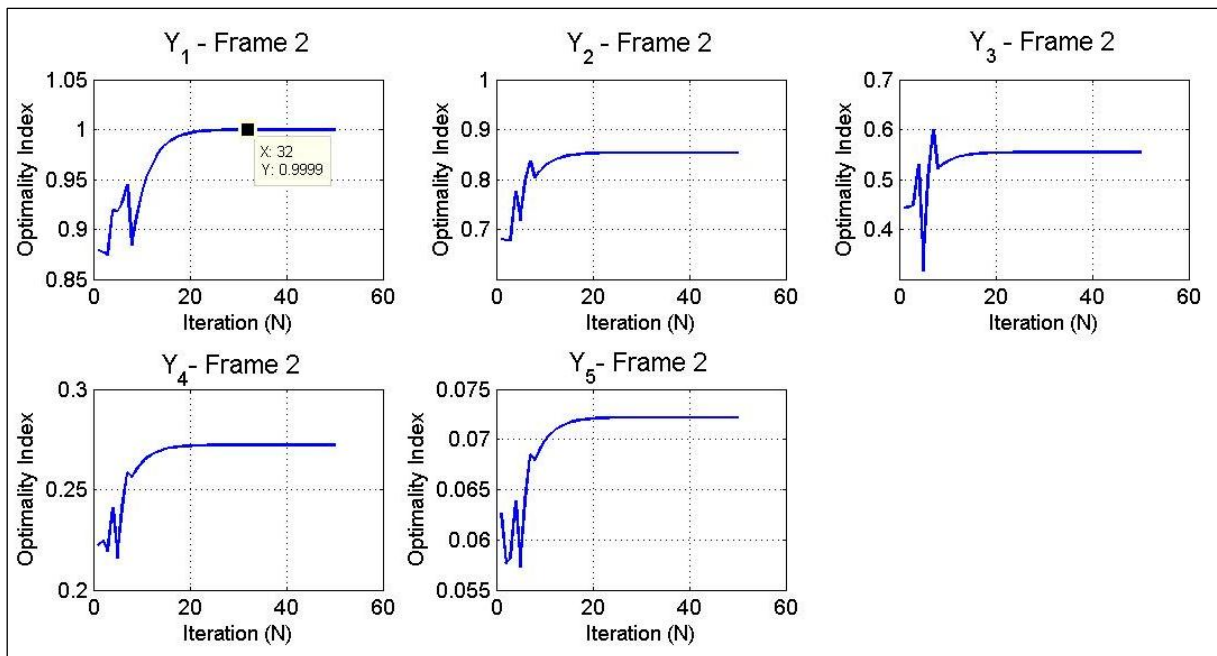 Y1 - Frame 2
1.05
1
0.95
0.9
0.85
0 20 40 60
Optimality Index
Iteration (N)
X: 32
Y: 0.9999
Y2 - Frame 2
1
0.9
0.8
0.7
0 20 40 60
Optimality Index
Iteration (N)
Y3 - Frame 2
0.7
0.6
0.5
0.4
0 20 40 60
Optimality Index
Iteration (N)
Y4- Frame 2
0.3
0.25
0.2
0 20 40 60
Optimality Index
Iteration (N)
Y5- Frame 2
0.075
0.07
0.065
0.06
0.055
0 20 40 60
Optimality Index
Iteration (N)